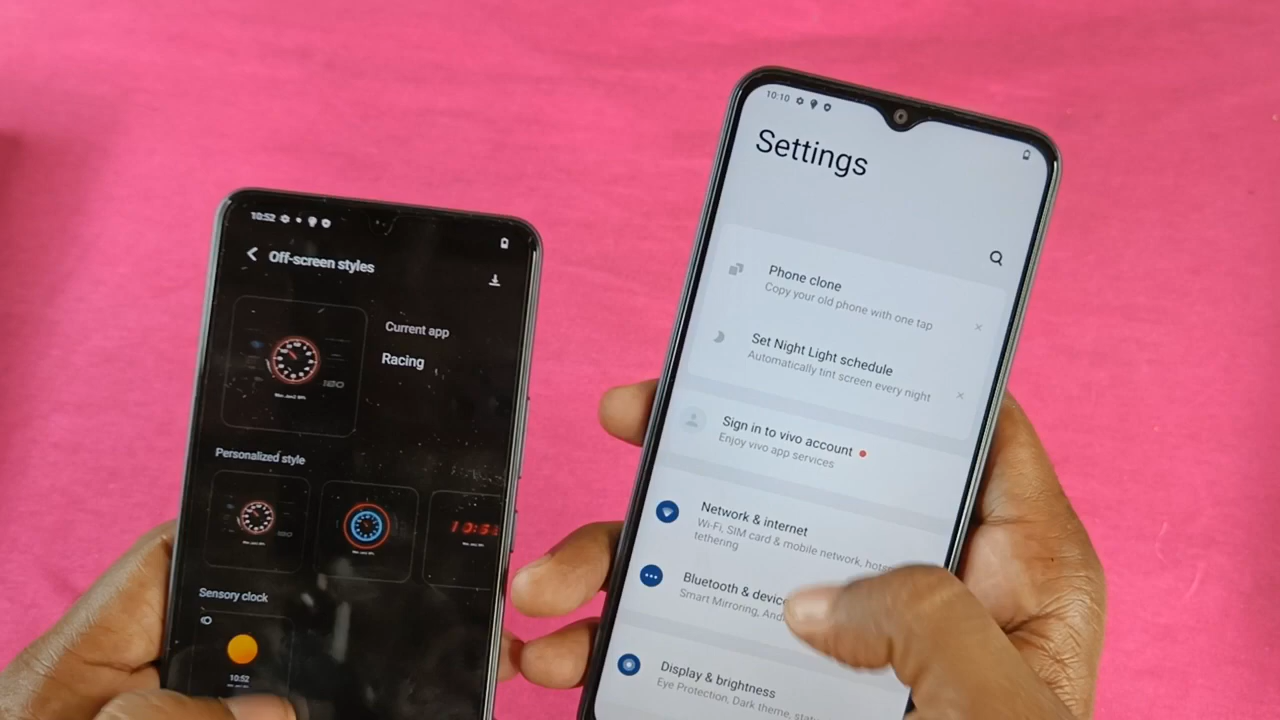 10:52
Off-screen styles
Current app
Racing
Personalized style
Sensory clock
10:52
10:10
Settings
Phone clone
Copy your old phone with one tap
Set Night Light schedule
Automatically tint screen every night
Sign in to vivo account
Enjoy vivo app services
Network & internet
Wi-Fi, SIM card & mobile network,
tethering
Bluetooth &
Smart Mirroring,
Display & brightness
Eye Protection, Dark theme,